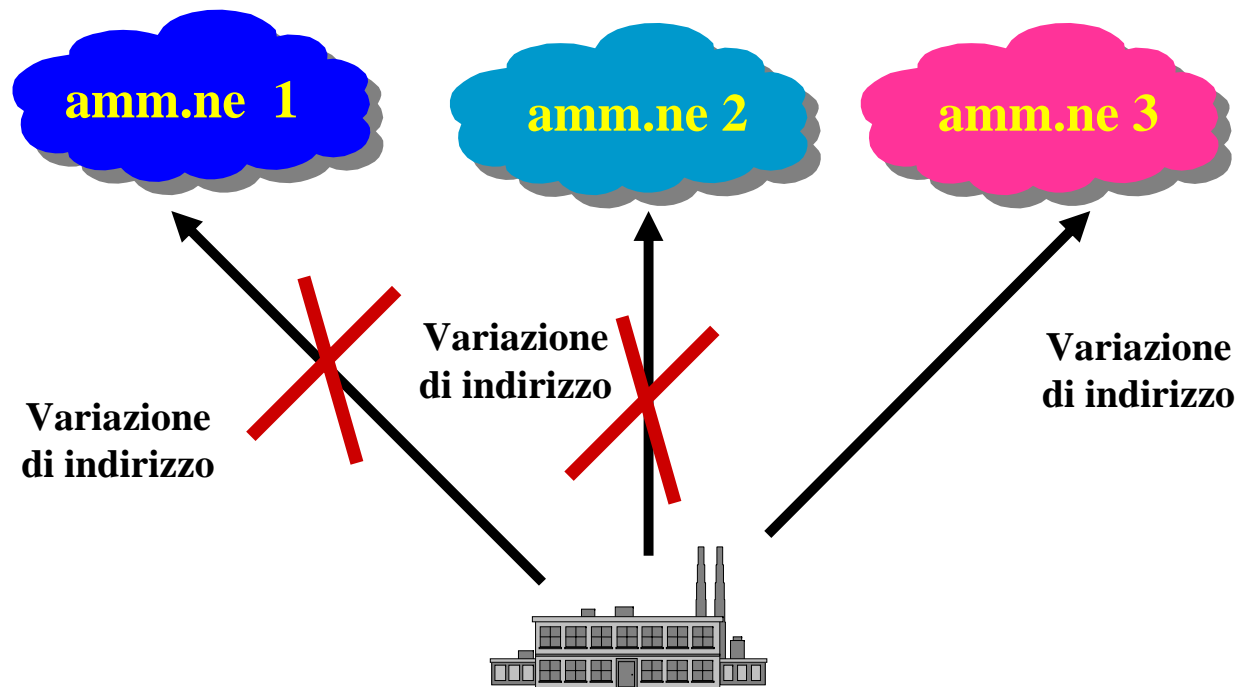 amm.ne 1
amm.ne 2
amm.ne 3
Variazione
di indirizzo
Variazione
di indirizzo
Variazione
di indirizzo